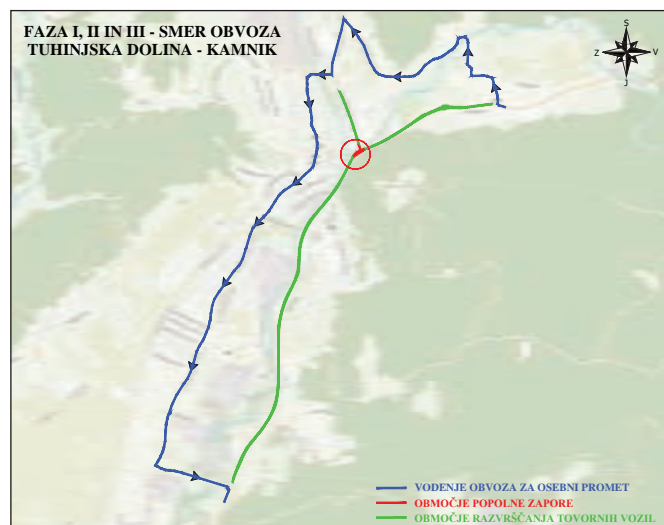 FAZA I, II IN III - SMER OBVOZA
TUHINJSKA DOLINA - KAMNIK
S
Z V
J
VODENJE OBVOZA ZA OSEBNI PROMET
OBMOČJE POPOLNE ZAPORE
OBMOČJE RAZVRŠČANJA TOVORNIH VOZIL